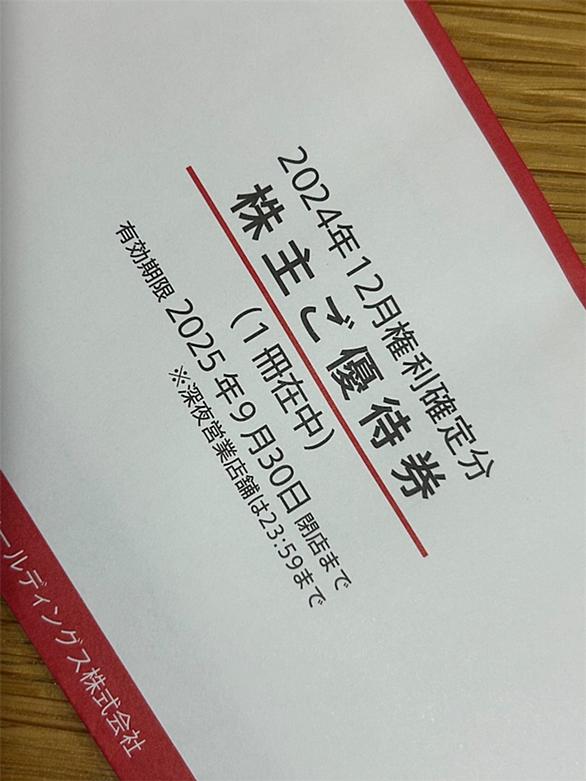 2024年12月権利確定分
株主ご優待券
(1冊在中)
有効期限 2025年9月30日 閉店まで
※深夜営業店舗は23:59まで
ールディングス株式会社